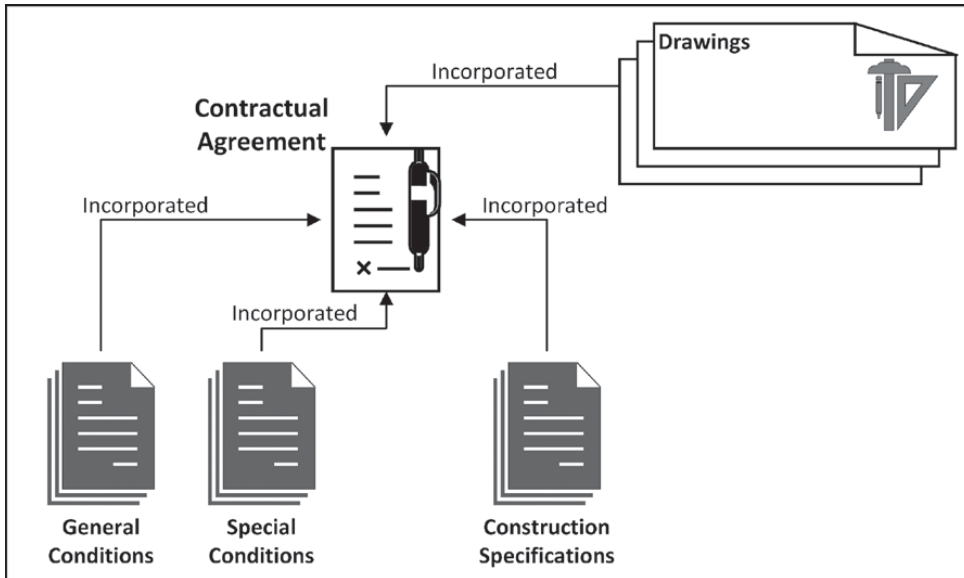 Drawings
Incorporated
Contractual
Agreement
Incorporated
Incorporated
Incorporated
General
Conditions
Special
Conditions
Construction
Specifications